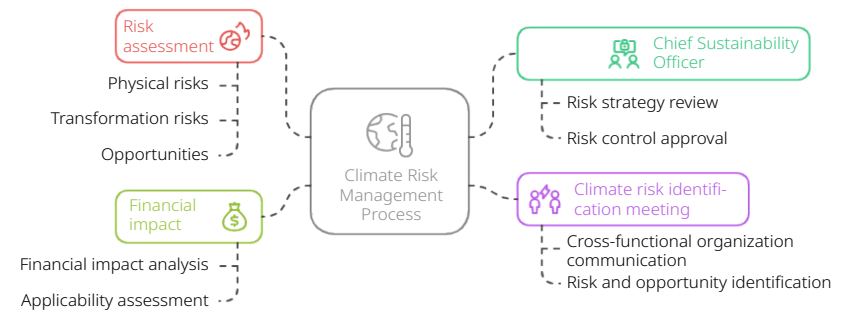 Risk
assessment
Physical risks
Transformation risks
Opportunities
Financial
impact
Financial impact analysis
Applicability assessment
Climate Risk
Management
Process
Chief Sustainability
Officer
Risk strategy review
Risk control approval
Climate risk identifi-
cation meeting
Cross-functional organization
communication
Risk and opportunity identification